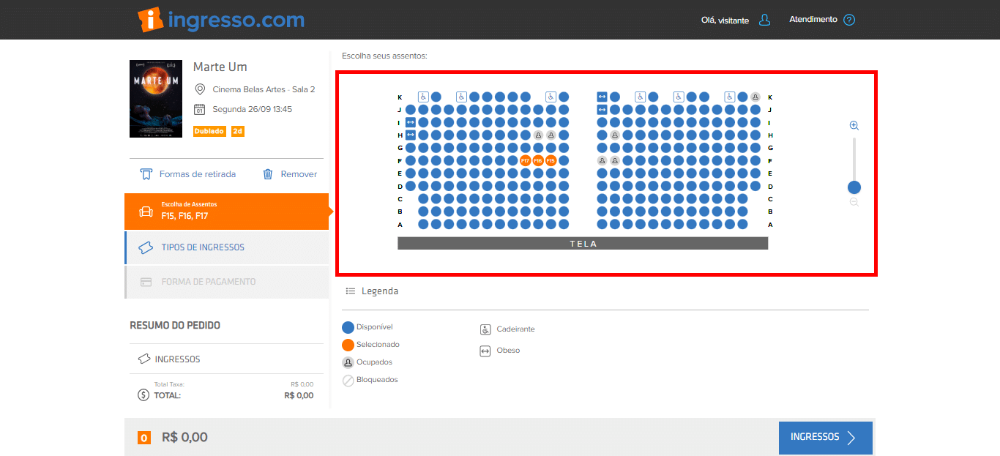 ingresso.com
Olá, visitante
Atendimento
Escolha seus assentos:
MARTE UM
Marte Um
Cinema Belas Artes - Sala 2
01
Segunda 26/09 13:45
Dublado 2d
Formas de retirada
Remover
Escolha de Assentos
F15, F16, F17
TIPOS DE INGRESSOS
FORMA DE PAGAMENTO
RESUMO DO PEDIDO
INGRESSOS
Total Taxa: R$ 0,00
TOTAL: R$ 0,00
K K
J J
I I
H H
G G
F F17 F16 F15 F
E E
D D
C C
B B
A A
TELA
Legenda
Disponível
Selecionado
Ocupados
Bloqueados
Cadeirante
Obeso
0 R$ 0,00
INGRESSOS